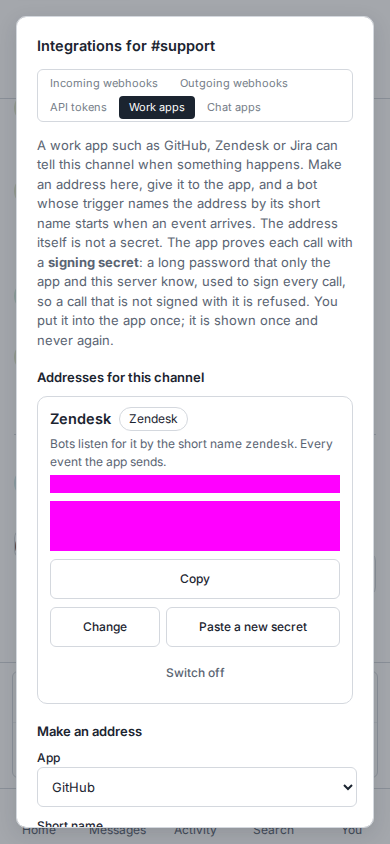 Integrations for #support
Incoming webhooks Outgoing webhooks
API tokens Work apps Chat apps
A work app such as GitHub, Zendesk or Jira can
tell this channel when something happens. Make
an address here, give it to the app, and a bot
whose trigger names the address by its short
name starts when an event arrives. The address
itself is not a secret. The app proves each call with
a signing secret: a long password that only the
app and this server know, used to sign every call,
so a call that is not signed with it is refused. You
put it into the app once; it is shown once and
never again.
Addresses for this channel
Zendesk Zendesk
Bots listen for it by the short name zendesk. Every
event the app sends.
Copy
Change Paste a new secret
Switch off
Make an address
App
GitHub
Short name
Home Messages Activity Search You